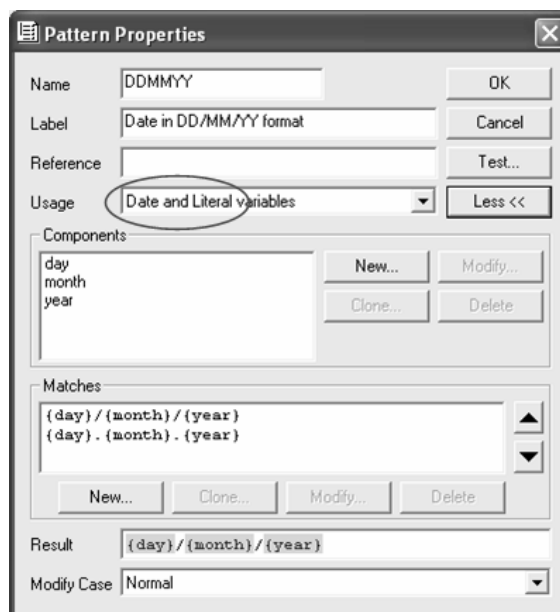 Pattern Properties
Name DDMMYY OK
Label Date in DD/MM/YY format Cancel
Reference Test...
Usage Date and Literal variables Less <<
Components
day
month
year
New... Modify...
Clone... Delete
Matches
{day}/{month}/{year}
{day}.{month}.{year}
New... Clone... Modify... Delete
Result {day}/{month}/{year}
Modify Case Normal